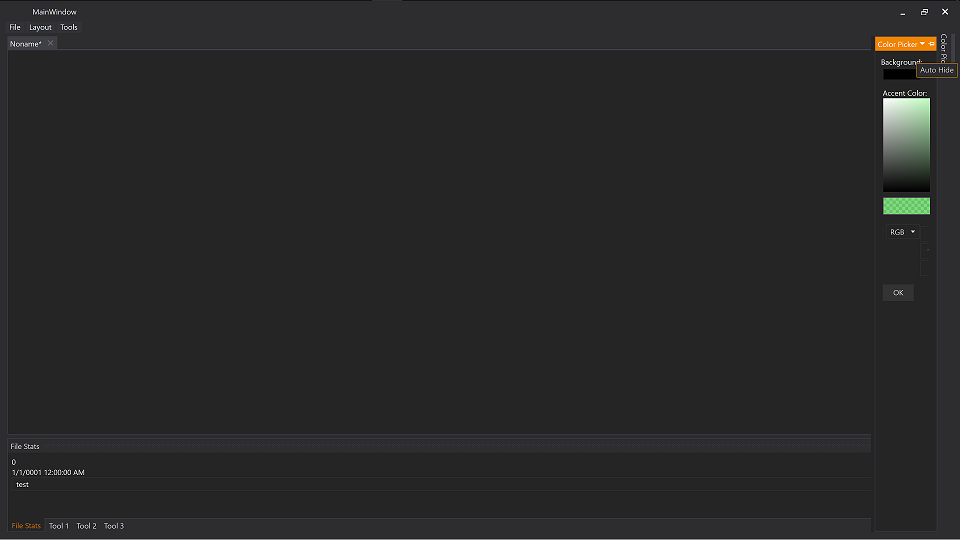 MainWindow
File Layout Tools
Noname*
Color Picker
Color Pic
Background:
Auto Hide
Accent Color:
RGB
OK
File Stats
0
1/1/0001 12:00:00 AM
test
File Stats Tool 1 Tool 2 Tool 3